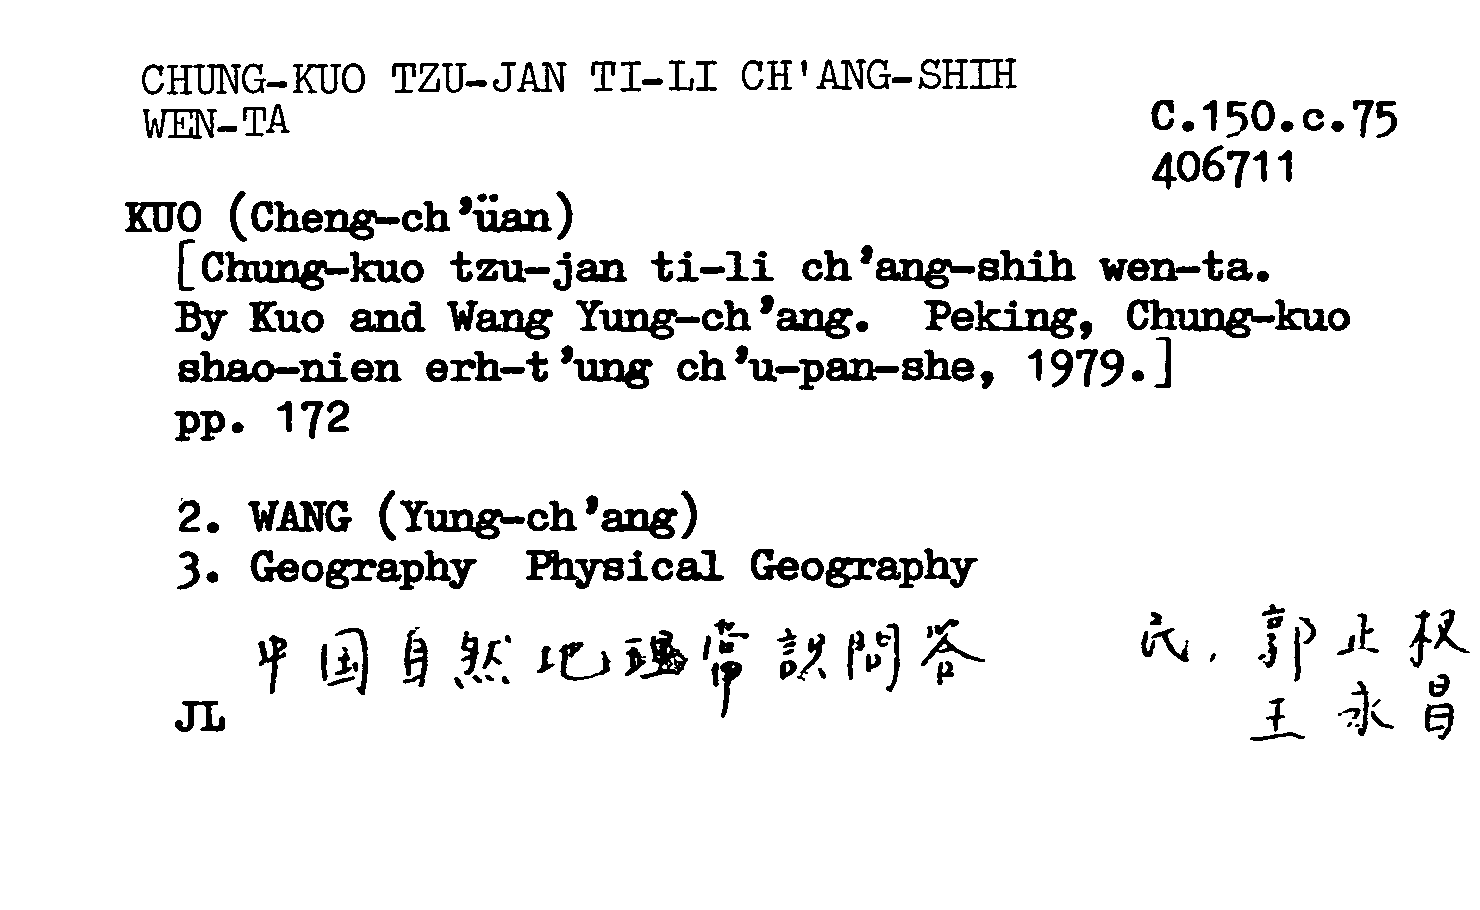 CHUNG-KUO TZU-JAN TI-LI CH'ANG-SHIH
WEN-TA
C.150.c.75
406711
KUO (Cheng-ch'üan)
[Chung-kuo tzu-jan ti-li ch'ang-shih wen-ta.
By Kuo and Wang Yung-ch'ang. Peking, Chung-kuo
shao-nien erh-t'ung ch'u-pan-she, 1979.]
pp. 172
2. WANG (Yung-ch'ang)
3. Geography Physical Geography
中国自然地理常识問答
郭正权
王永昌
JL